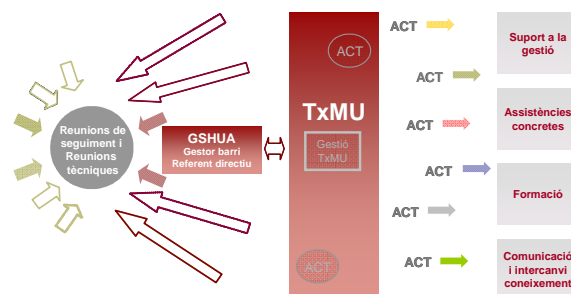 Reunions de
seguiment i
Reunions
tècniques
GSHUA
Gestor barri
Referent directiu
ACT
TxMU
Gestió
TxMU
ACT
ACT
ACT
ACT
ACT
ACT
ACT
Suport a la
gestió
Assistències
concretes
Formació
Comunicació
i intercanvi
coneixement